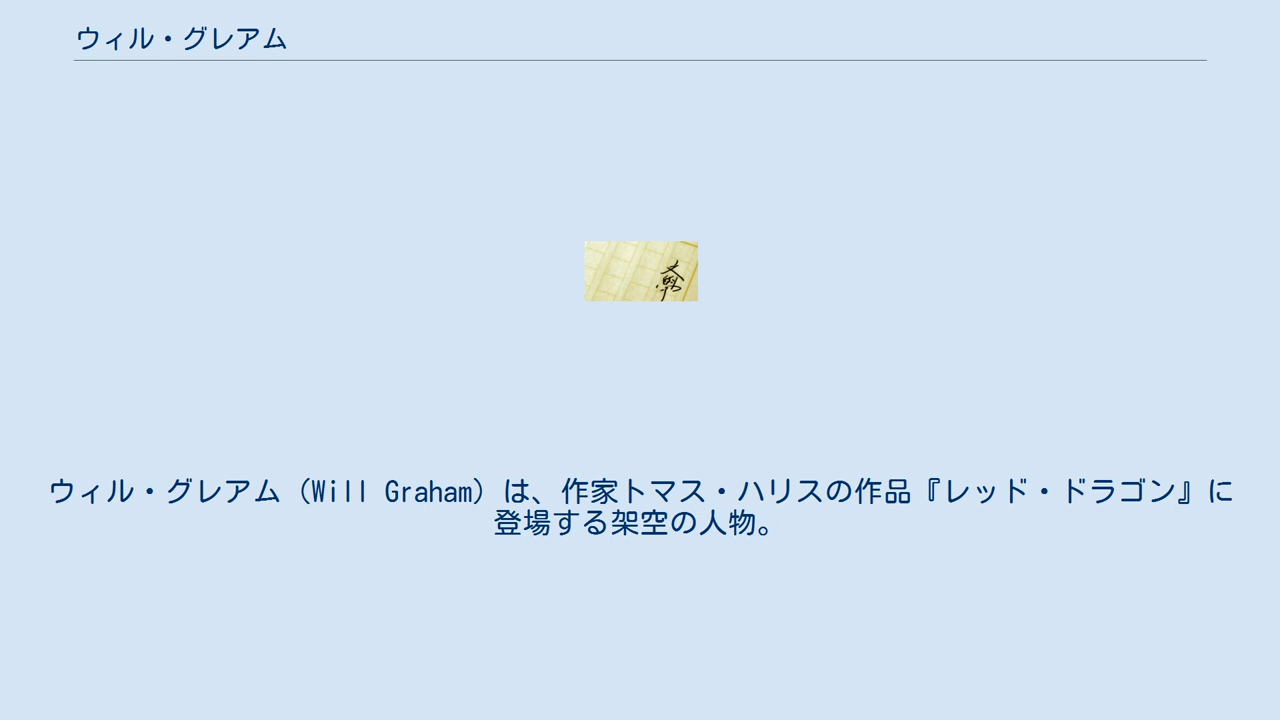 ウィル・グレアム
ウィル・グレアム（Will Graham）は、作家トマス・ハリスの作品『レッド・ドラゴン』に
登場する架空の人物。